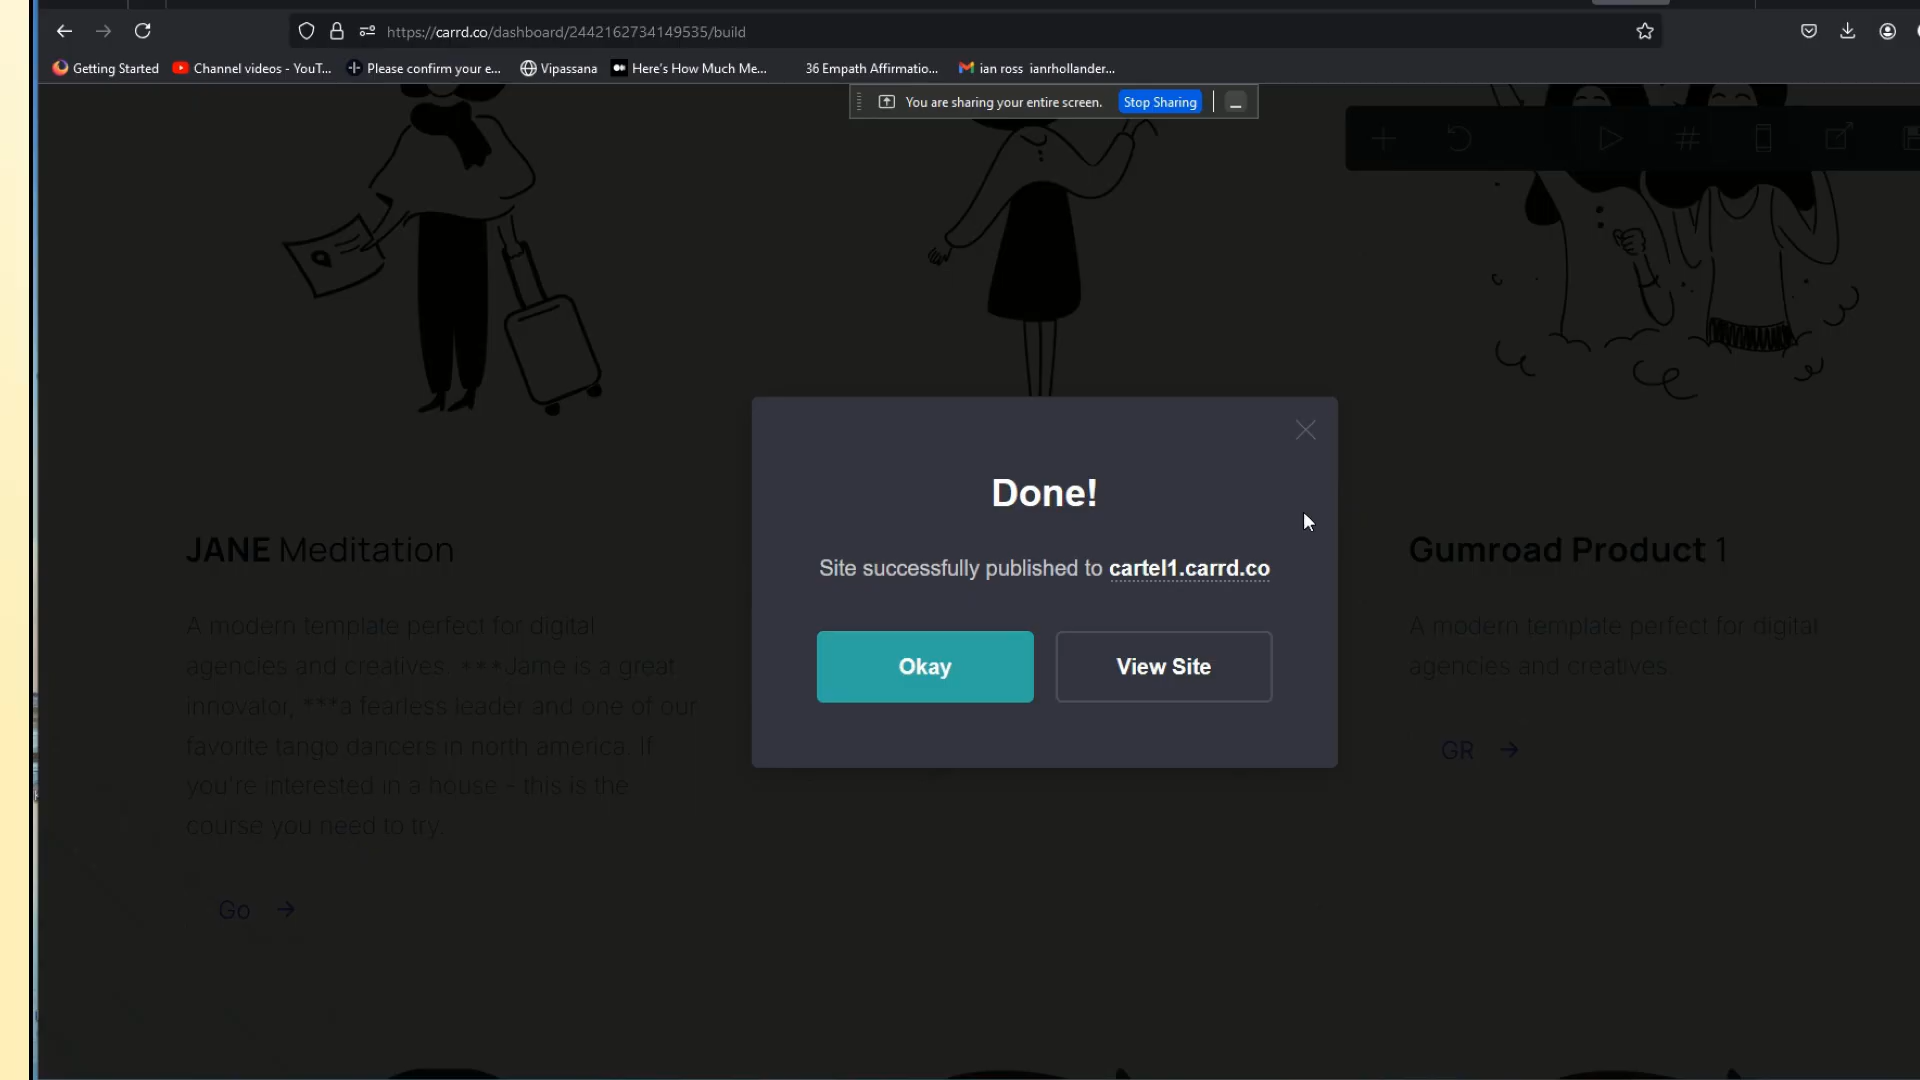 https://carrd.co/dashboard/2442162734149535/build
Getting Started
Channel videos - YouT...
Please confirm your e...
Vipassana
Here's How Much Me...
36 Empath Affirmatio...
ian ross ianrhollander...
You are sharing your entire screen.
Stop Sharing
Done!
Site successfully published to cartel1.carrd.co
Okay
View Site
JANE Meditation
A modern template perfect for digital
agencies and creatives. ***Jame is a great
innovator, ***a fearless leader and one of our
favorite tango dancers in north america. If
you're interested in a house - this is the
course you need to try.
Go →
Gumroad Product 1
A modern template perfect for digital
agencies and creatives.
GR →